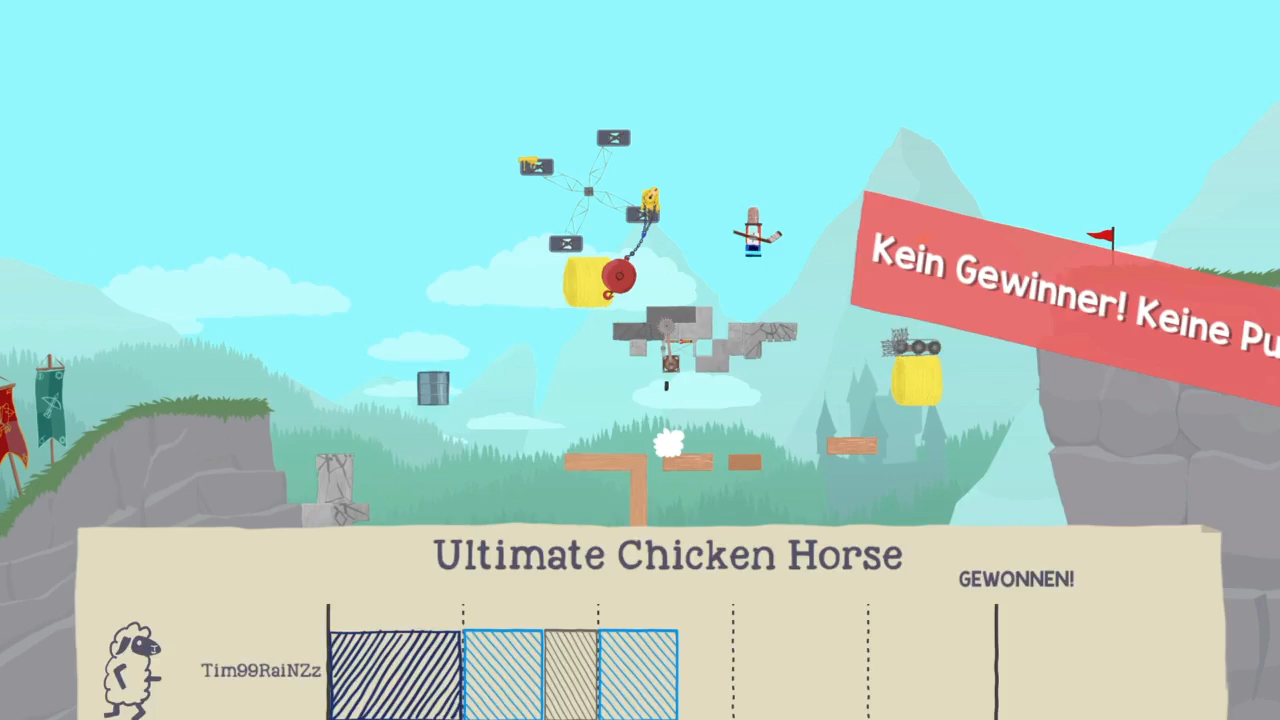 Kein Gewinner! Keine Pu
Ultimate Chicken Horse
GEWONNEN!
Tim99RaiNZz